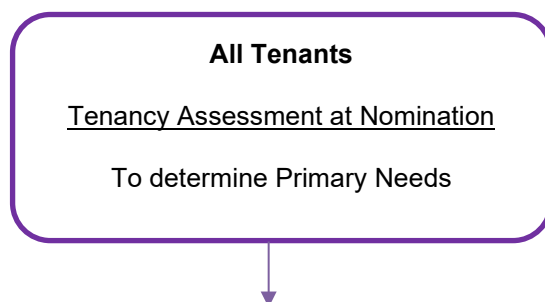 All Tenants
Tenancy Assessment at Nomination
To determine Primary Needs